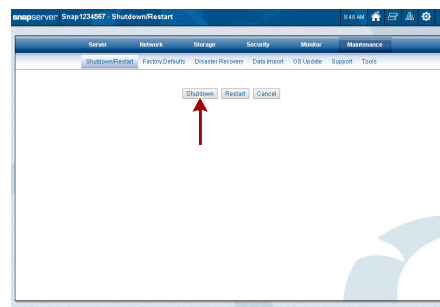 snapserver Snap1234567 · Shutdown/Restart 9:48 AM
Server Network Storage Security Monitor Maintenance
Shutdown/Restart Factory Defaults Disaster Recovery Data Import OS Update Support Tools
Shutdown Restart Cancel